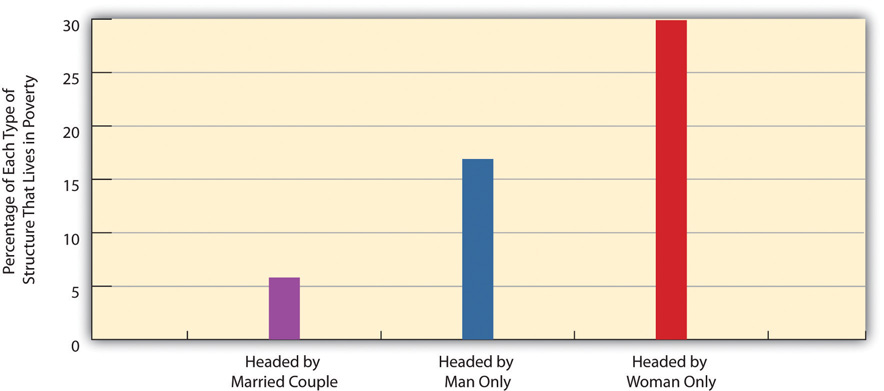 Percentage of Each Type of
Structure That Lives in Poverty
30
25
20
15
10
5
0
Headed by
Married Couple
Headed by
Man Only
Headed by
Woman Only